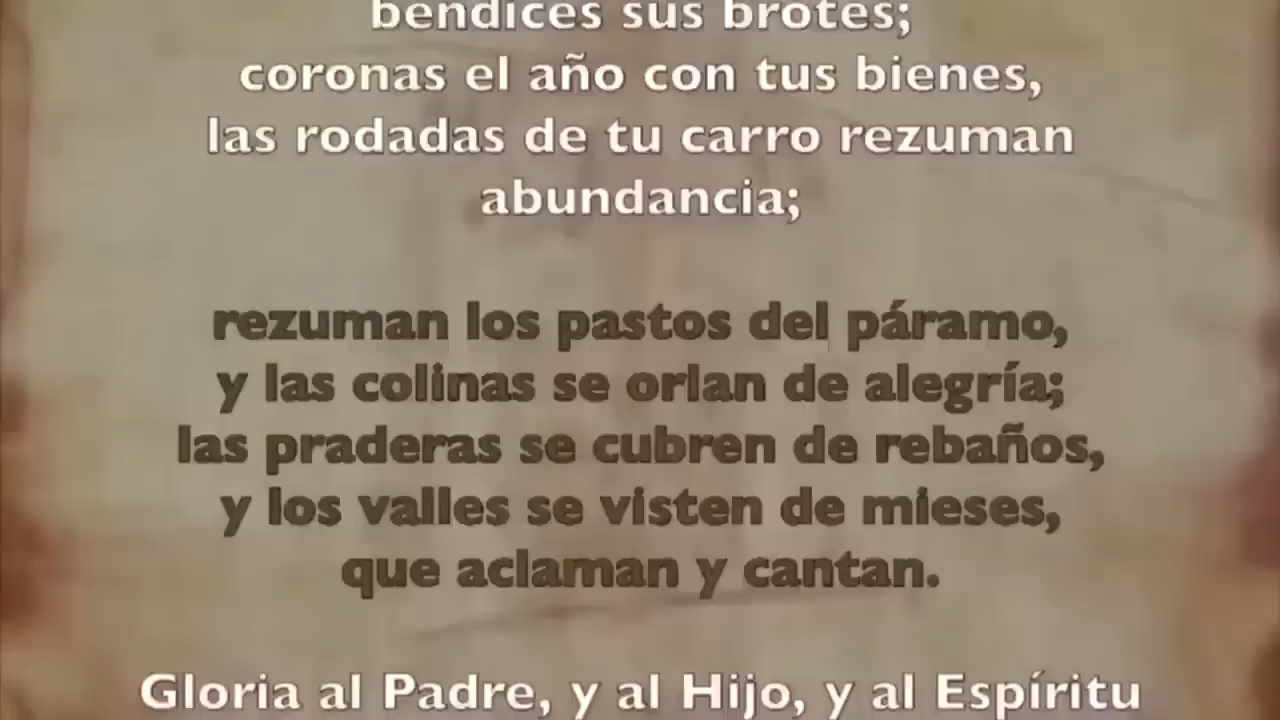 bendices sus brotes;
coronas el año con tus bienes,
las rodadas de tu carro rezuman
abundancia;
rezuman los pastos del páramo,
y las colinas se orlan de alegría;
las praderas se cubren de rebaños,
y los valles se visten de mieses,
que aclaman y cantan.
Gloria al Padre, y al Hijo, y al Espíritu